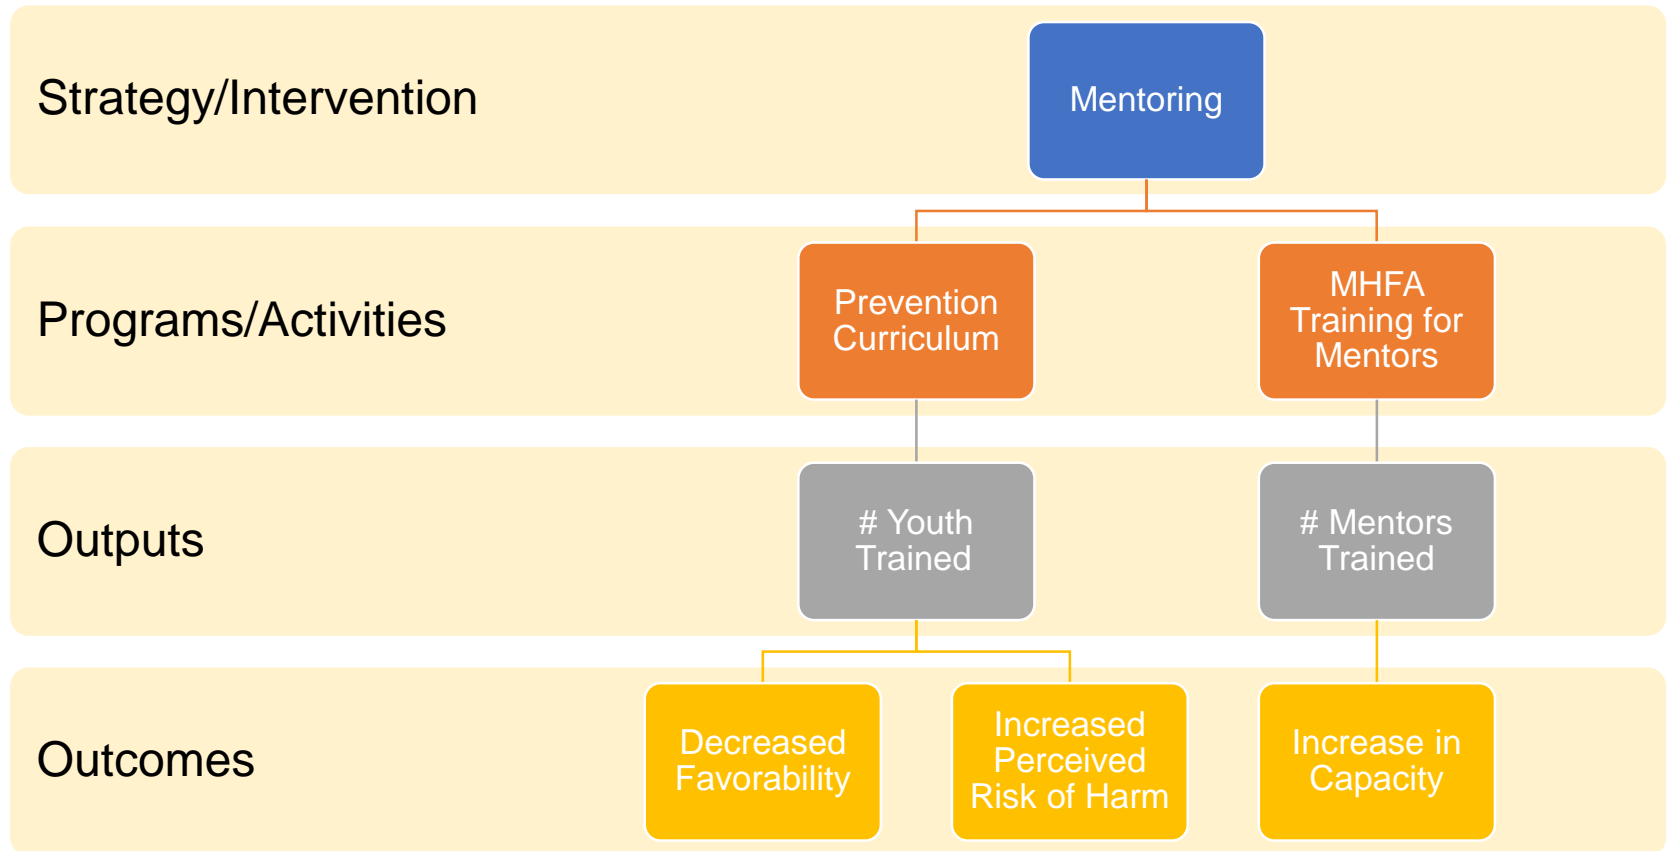 Strategy/Intervention
Mentoring
Programs/Activities
Prevention
Curriculum
MHFA
Training for
Mentors
Outputs
# Youth
Trained
# Mentors
Trained
Outcomes
Decreased
Favorability
Increased
Perceived
Risk of Harm
Increase in
Capacity